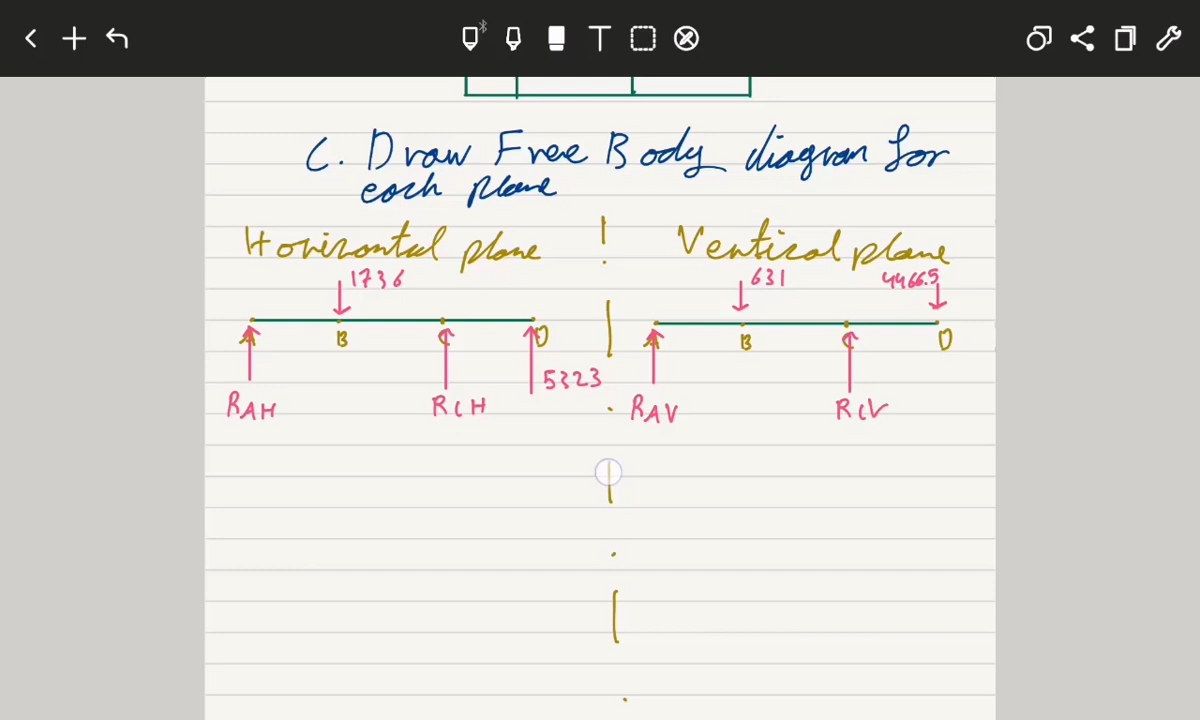 C. Draw Free Body diagram for
each plane
Horizontal plane
Vertical plane
1736
A B C D
5323
RAH RCH
631 4466.5
A B C D
RAV RCV